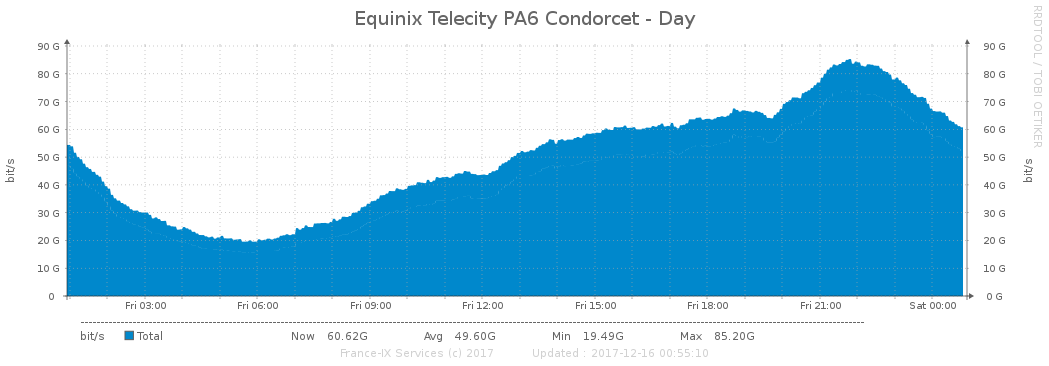 Equinix Telecity PA6 Condorcet - Day
RRDTOOL / TOBI OETIKER
90 G 90 G
80 G 80 G
70 G 70 G
60 G 60 G
50 G 50 G
40 G 40 G
30 G 30 G
20 G 20 G
10 G 10 G
0 0 G
bit/s bit/s
Fri 03:00 Fri 06:00 Fri 09:00 Fri 12:00 Fri 15:00 Fri 18:00 Fri 21:00 Sat 00:00
bit/s Total Now 60.62G Avg 49.60G Min 19.49G Max 85.20G
France-IX Services (c) 2017 Updated : 2017-12-16 00:55:10